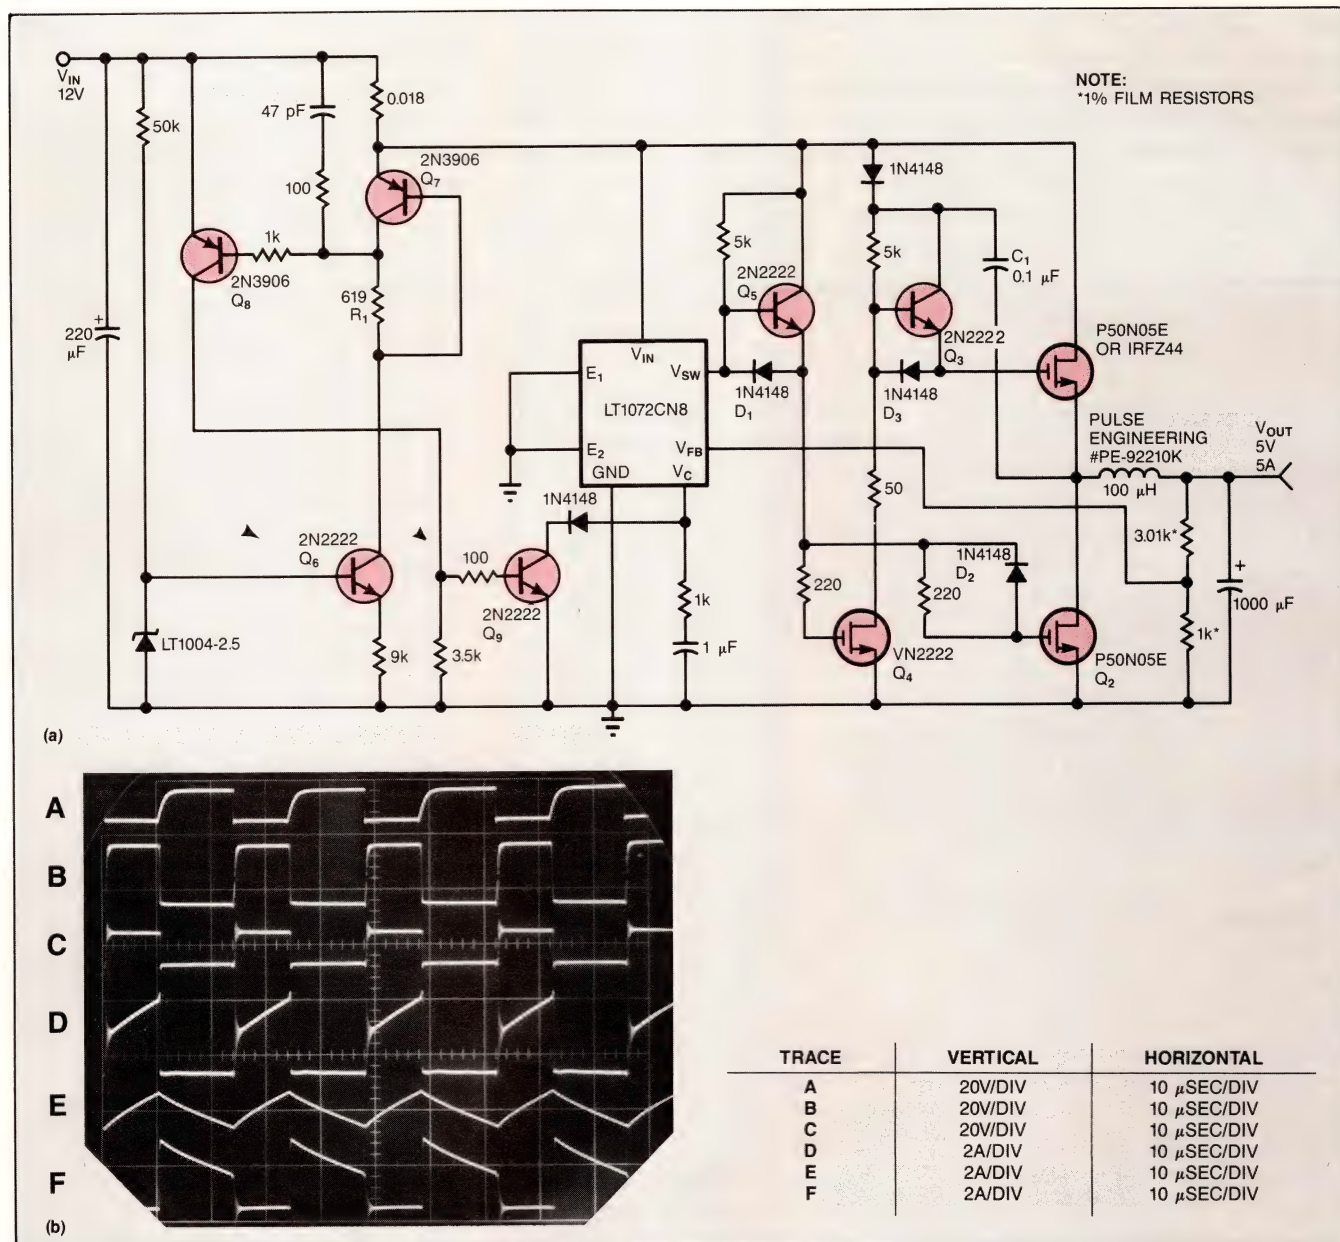 V_IN
12V
50k
47 pF
0.018
100
2N3906
Q7
1k
2N3906
Q8
619
R1
220
µF
+
2N2222
Q6
LT1004-2.5
9k
3.5k
100
2N2222
Q9
1N4148
1k
1 µF
V_IN
E1
V_SW
LT1072CN8
E2
V_FB
GND
V_C
5k
2N2222
Q5
1N4148
D1
1N4148
5k
C1
0.1 µF
2N2222
Q3
1N4148
D3
50
220
220
1N4148
D2
VN2222
Q4
P50N05E
Q2
NOTE:
*1% FILM RESISTORS
P50N05E
OR IRFZ44
PULSE
ENGINEERING
#PE-92210K
100 µH
V_OUT
5V
5A
3.01k*
1k*
+
1000 µF
(a)
A
B
C
D
E
F
(b)
TRACE VERTICAL HORIZONTAL
A 20V/DIV 10 µSEC/DIV
B 20V/DIV 10 µSEC/DIV
C 20V/DIV 10 µSEC/DIV
D 2A/DIV 10 µSEC/DIV
E 2A/DIV 10 µSEC/DIV
F 2A/DIV 10 µSEC/DIV